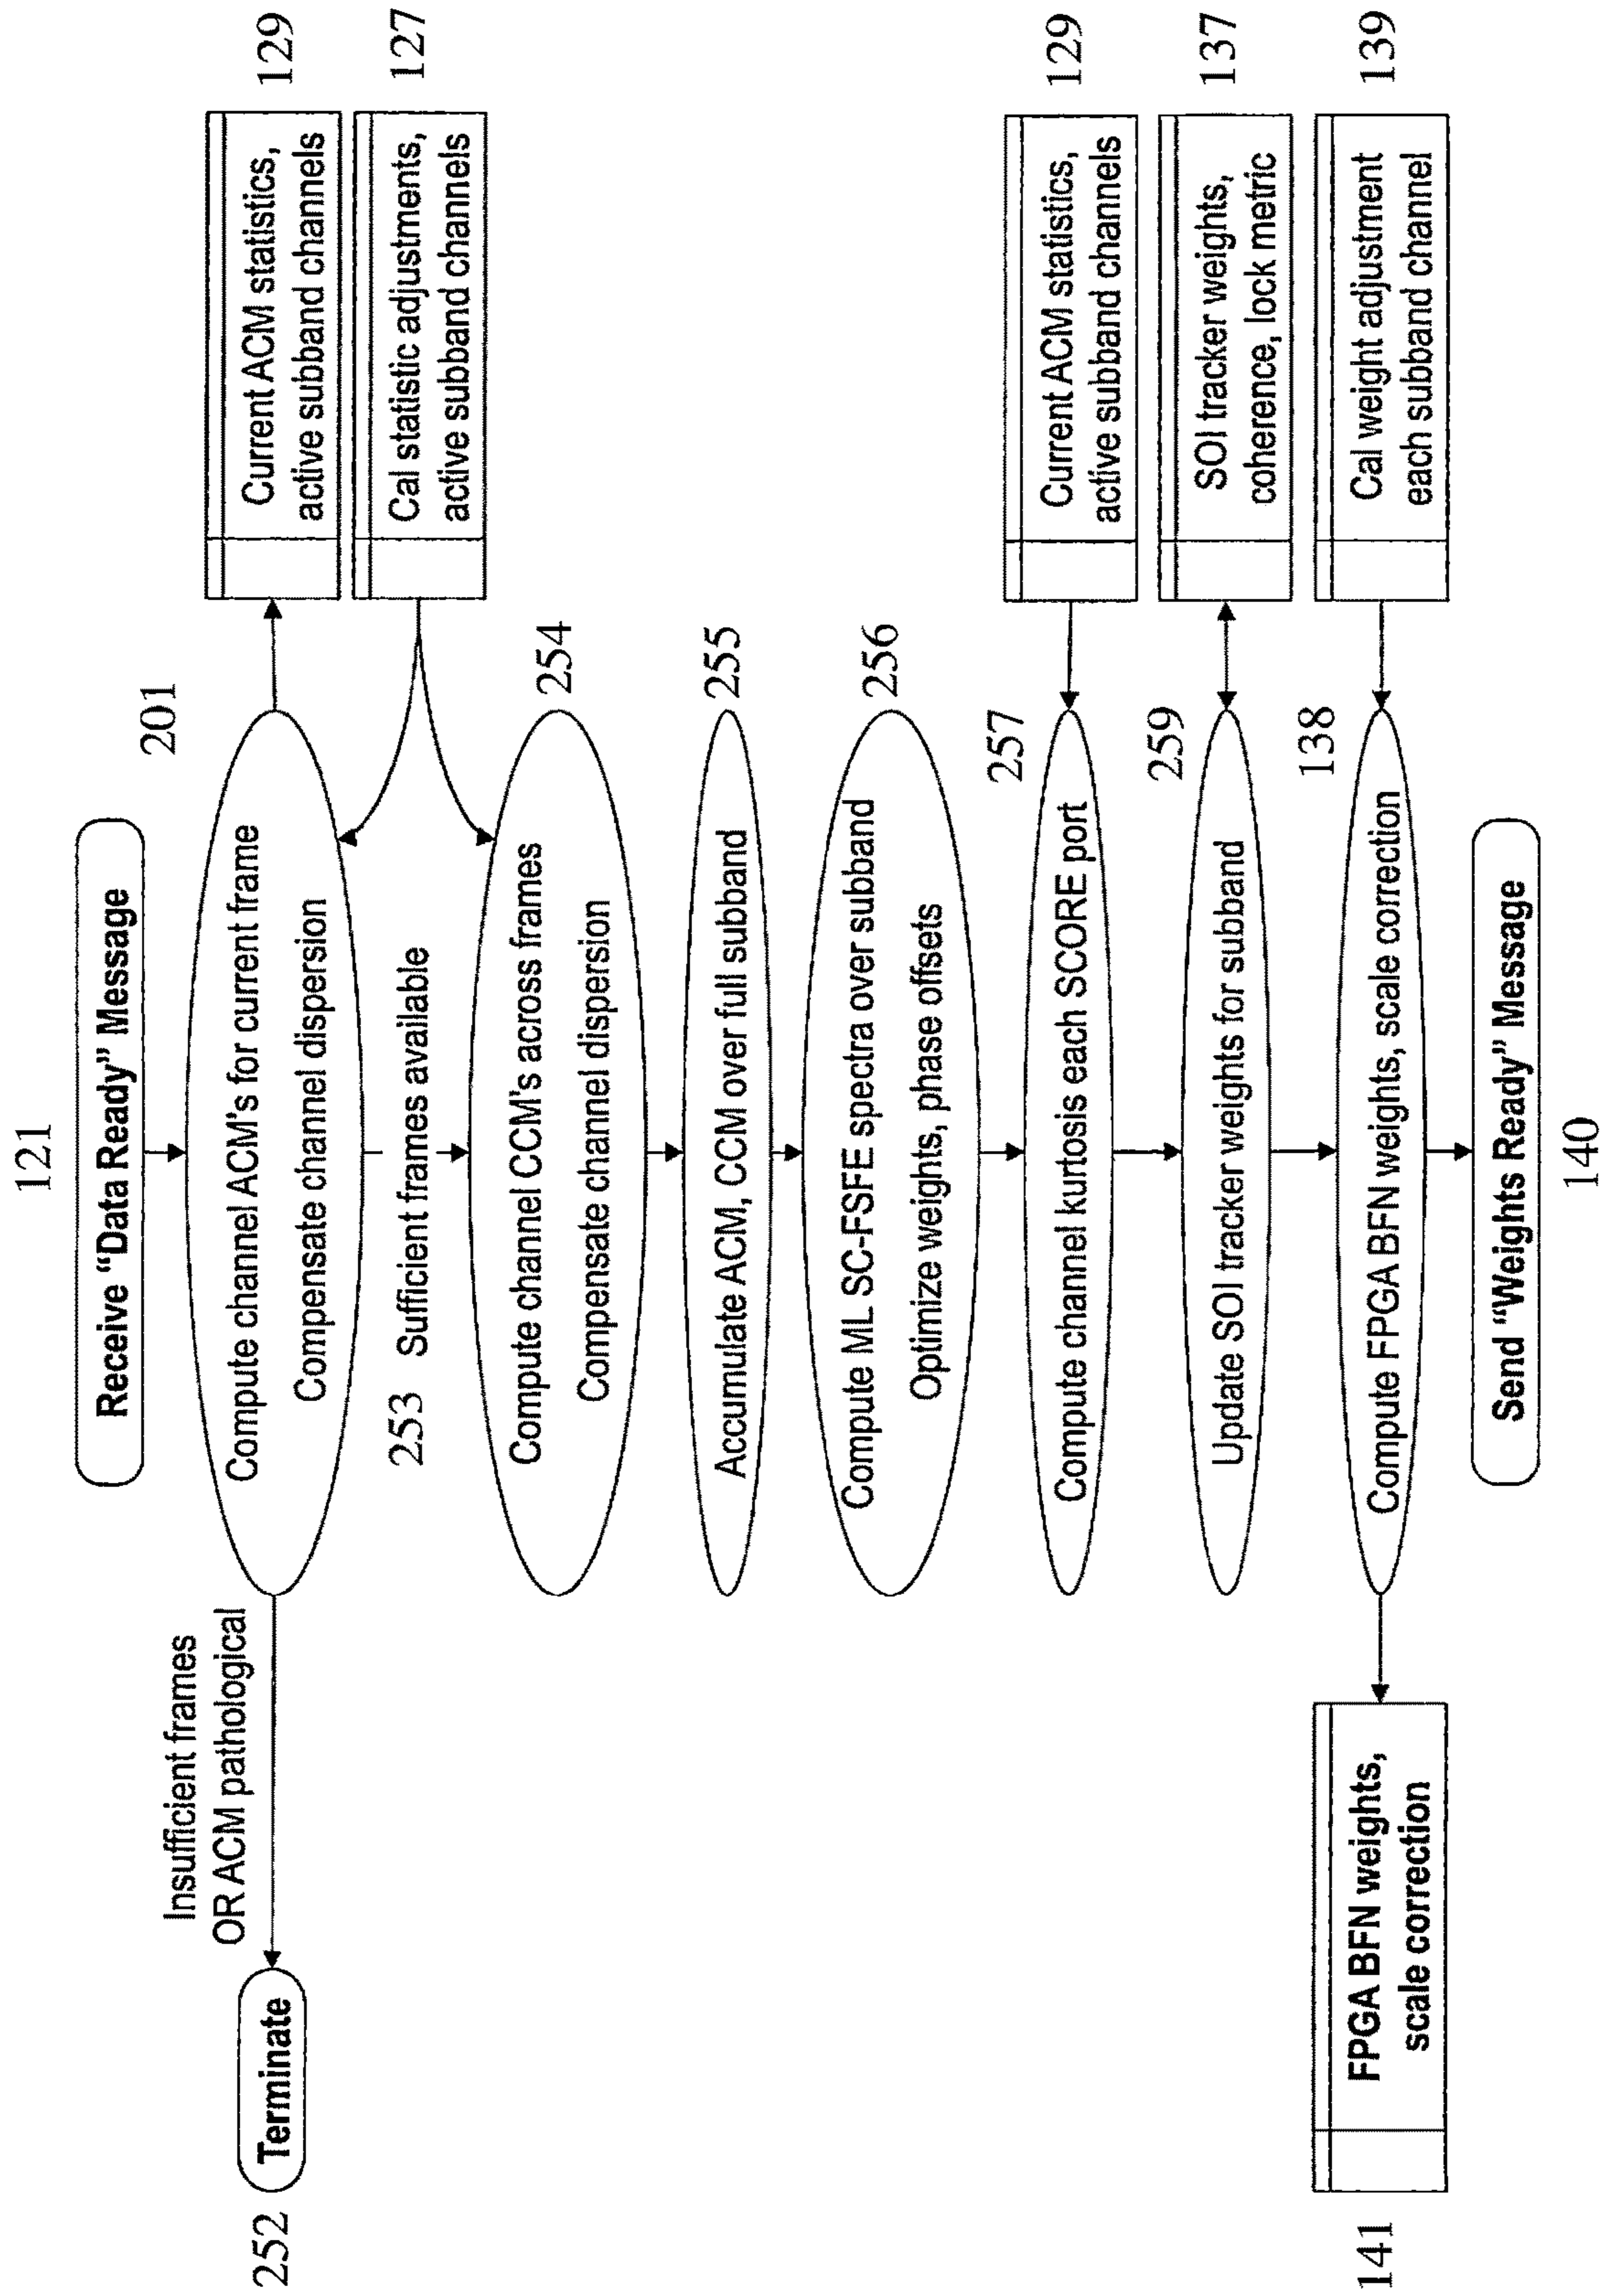 121
Receive “Data Ready” Message
201
Compute channel ACM's for current frame
Compensate channel dispersion
Current ACM statistics,
active subband channels
129
Cal statistic adjustments,
active subband channels
127
Insufficient frames
OR ACM pathological
252
Terminate
253
Sufficient frames available
Compute channel CCM's across frames
Compensate channel dispersion
254
Accumulate ACM, CCM over full subband
255
Compute ML SC-FSFE spectra over subband
Optimize weights, phase offsets
256
257
Compute channel kurtosis each SCORE port
Current ACM statistics,
active subband channels
129
259
Update SOI tracker weights for subband
SOI tracker weights,
coherence, lock metric
137
138
Compute FPGA BFN weights, scale correction
Cal weight adjustment
each subband channel
139
141
FPGA BFN weights,
scale correction
Send “Weights Ready” Message
140